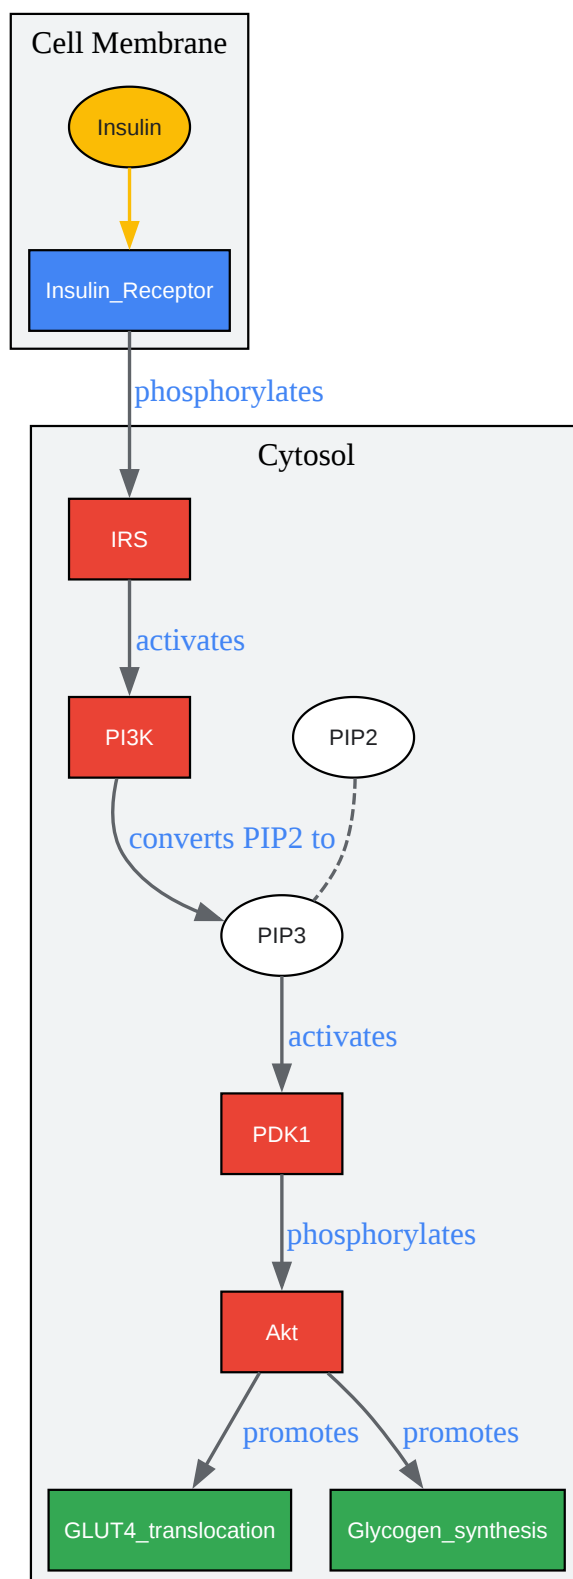 Cell Membrane
Insulin
Insulin_Receptor
phosphorylates
Cytosol
IRS
activates
PI3K
PIP2
converts PIP2 to
PIP3
activates
PDK1
phosphorylates
Akt
promotes
promotes
GLUT4_translocation
Glycogen_synthesis